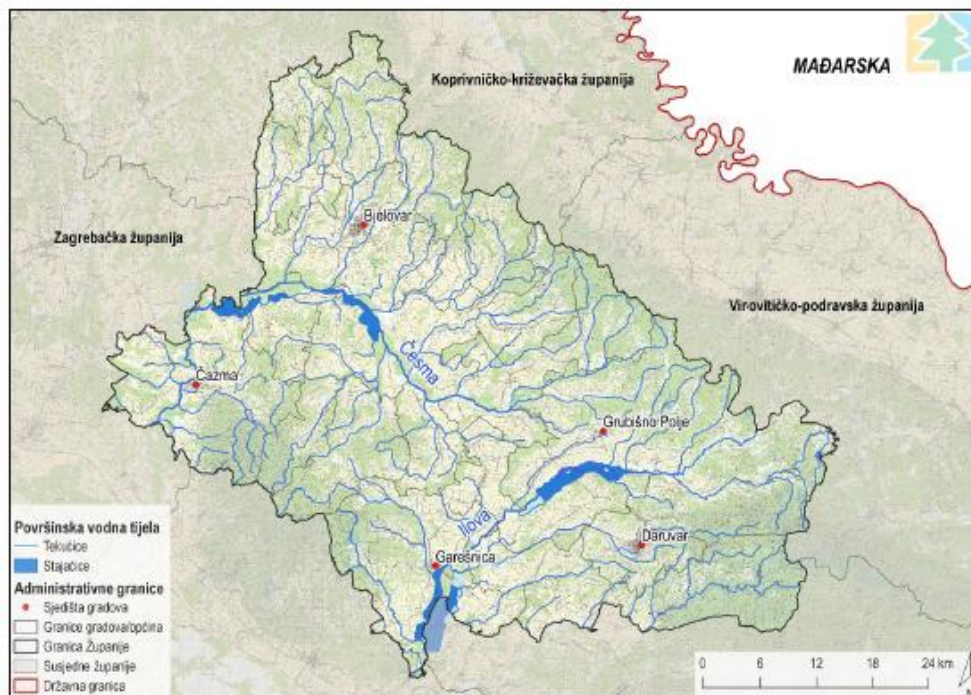 MAĐARSKA
Koprivničko-križevačka županija
Zagrebačka županija
Bjelovar
Virovitičko-podravska županija
Česma
Čazma
Grubišno Polje
Ilova
Daruvar
Garešnica
Površinska vodna tijela
Tekućice
Stajaćice
Administrativne granice
Sjedišta gradova
Granice gradova/općina
Granica Županije
Susjedne županije
Državna granica
0 6 12 18 24 km